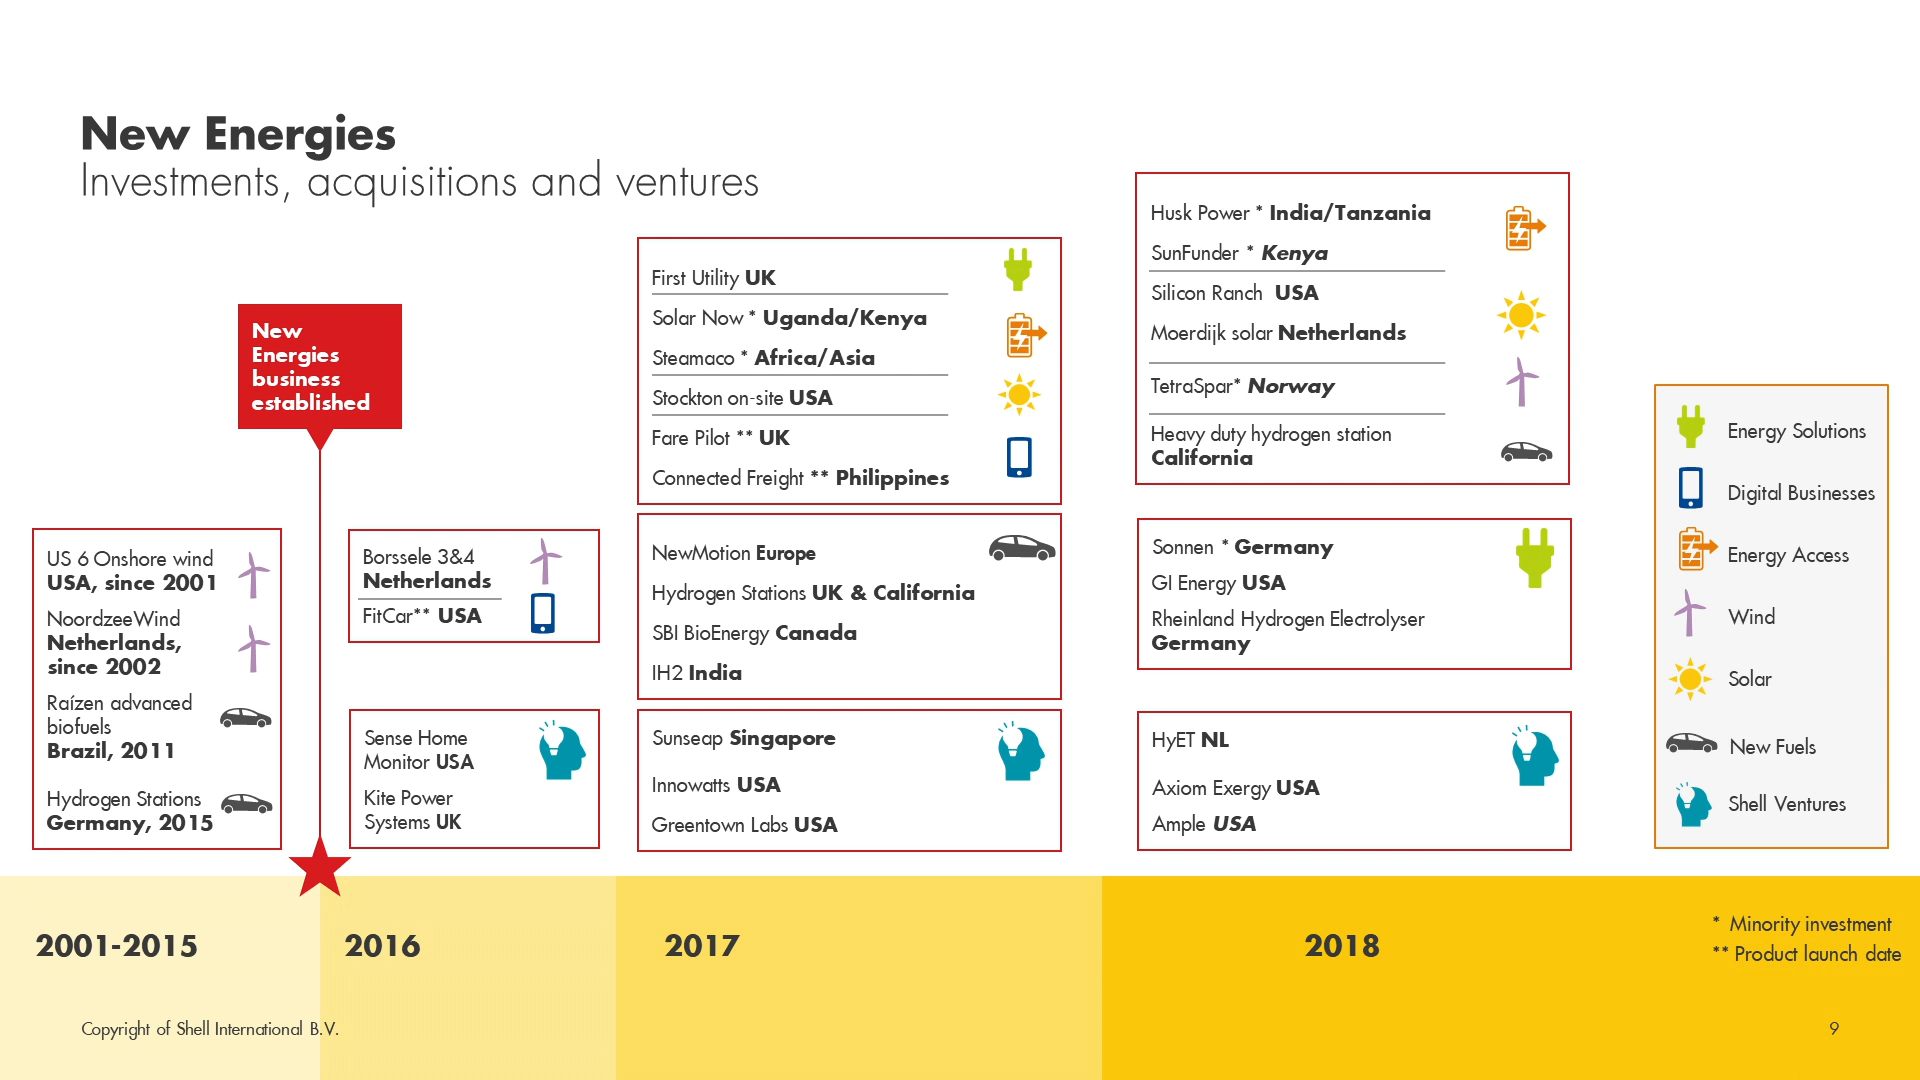 New Energies
Investments, acquisitions and ventures
New
Energies
business
established
US 6 Onshore wind
USA, since 2001
NoordzeeWind
Netherlands,
since 2002
Raízen advanced
biofuels
Brazil, 2011
Hydrogen Stations
Germany, 2015
Borssele 3&4
Netherlands
FitCar** USA
Sense Home
Monitor USA
Kite Power
Systems UK
First Utility UK
Solar Now * Uganda/Kenya
Steamaco * Africa/Asia
Stockton on-site USA
Fare Pilot ** UK
Connected Freight ** Philippines
NewMotion Europe
Hydrogen Stations UK & California
SBI BioEnergy Canada
IH2 India
Sunseap Singapore
Innowatts USA
Greentown Labs USA
Husk Power * India/Tanzania
SunFunder * Kenya
Silicon Ranch USA
Moerdijk solar Netherlands
TetraSpar* Norway
Heavy duty hydrogen station
California
Sonnen * Germany
GI Energy USA
Rheinland Hydrogen Electrolyser
Germany
HyET NL
Axiom Exergy USA
Ample USA
Energy Solutions
Digital Businesses
Energy Access
Wind
Solar
New Fuels
Shell Ventures
2001-2015
2016
2017
2018
* Minority investment
** Product launch date
Copyright of Shell International B.V.
9